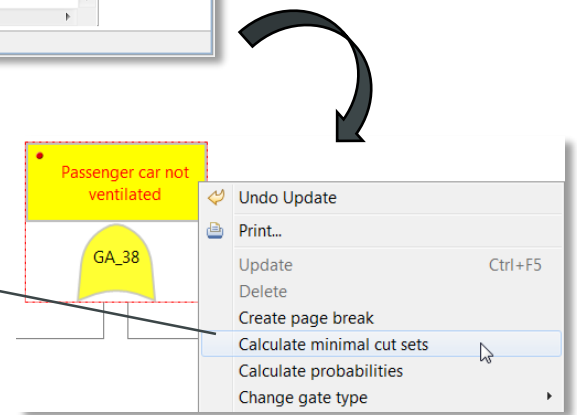 Passenger car not
ventilated
GA_38
Undo Update
Print...
Update Ctrl+F5
Delete
Create page break
Calculate minimal cut sets
Calculate probabilities
Change gate type